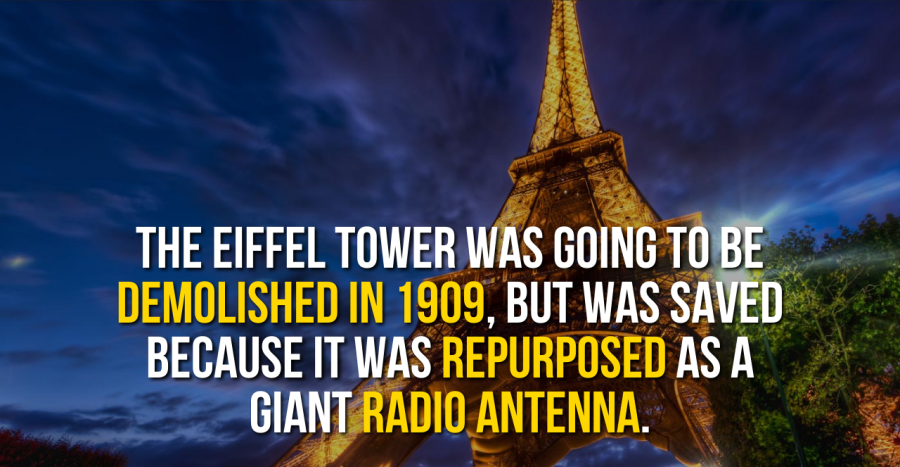 THE EIFFEL TOWER WAS GOING TO BE
DEMOLISHED IN 1909, BUT WAS SAVED
BECAUSE IT WAS REPURPOSED AS A
GIANT RADIO ANTENNA.